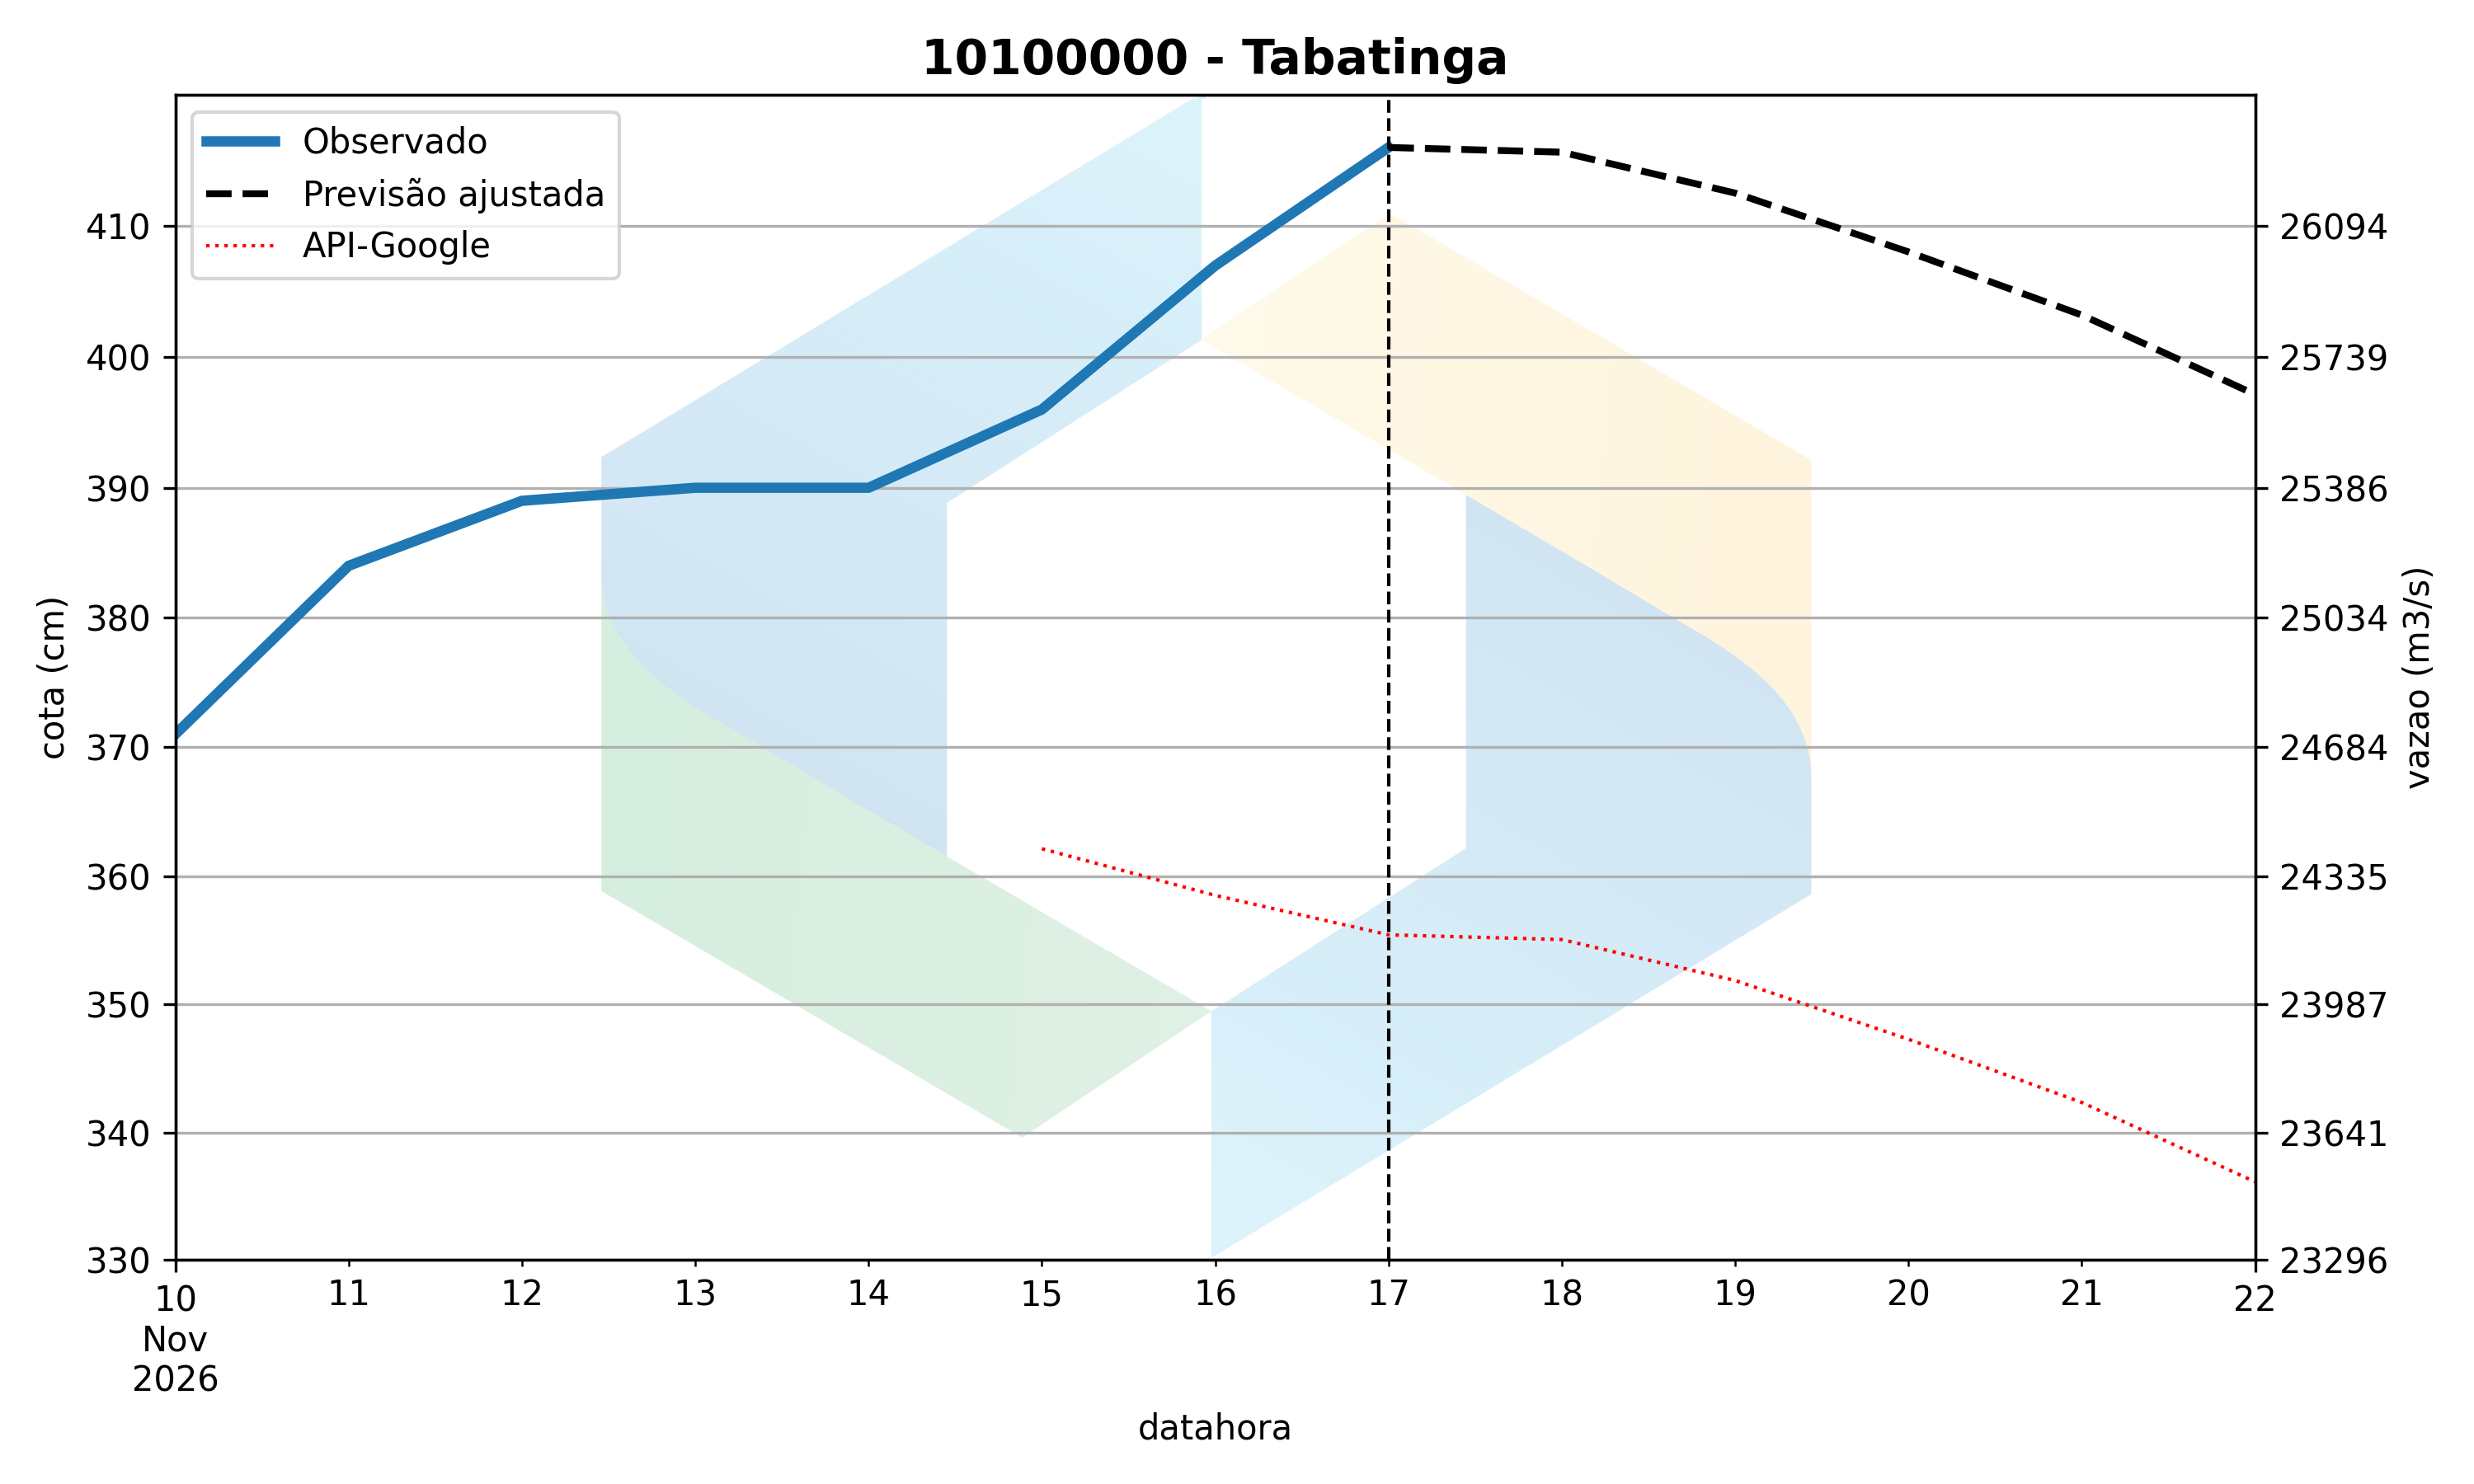 10100000 - Tabatinga
Observado
Previsão ajustada
API-Google
410
400
390
380
370
360
350
340
330
cota (cm)
26094
25739
25386
25034
24684
24335
23987
23641
23296
vazao (m3/s)
10 11 12 13 14 15 16 17 18 19 20 21 22
Nov
2026
datahora